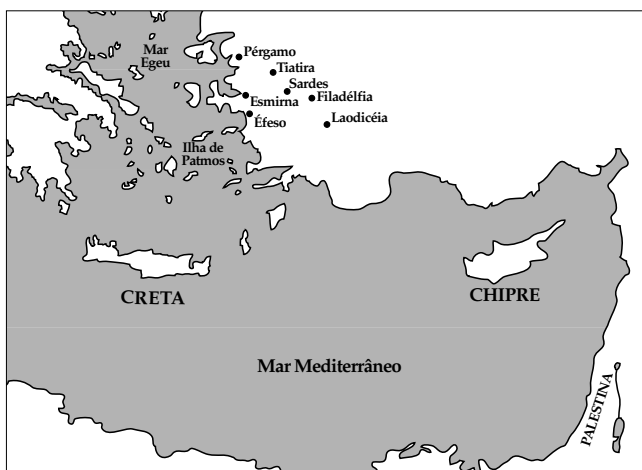 Mar
Egeu
Pérgamo
Tiatira
Sardes
Esmirna
Filadélfia
Éfeso
Laodicéia
Ilha de
Patmos
CRETA
CHIPRE
Mar Mediterrâneo
PALESTINA